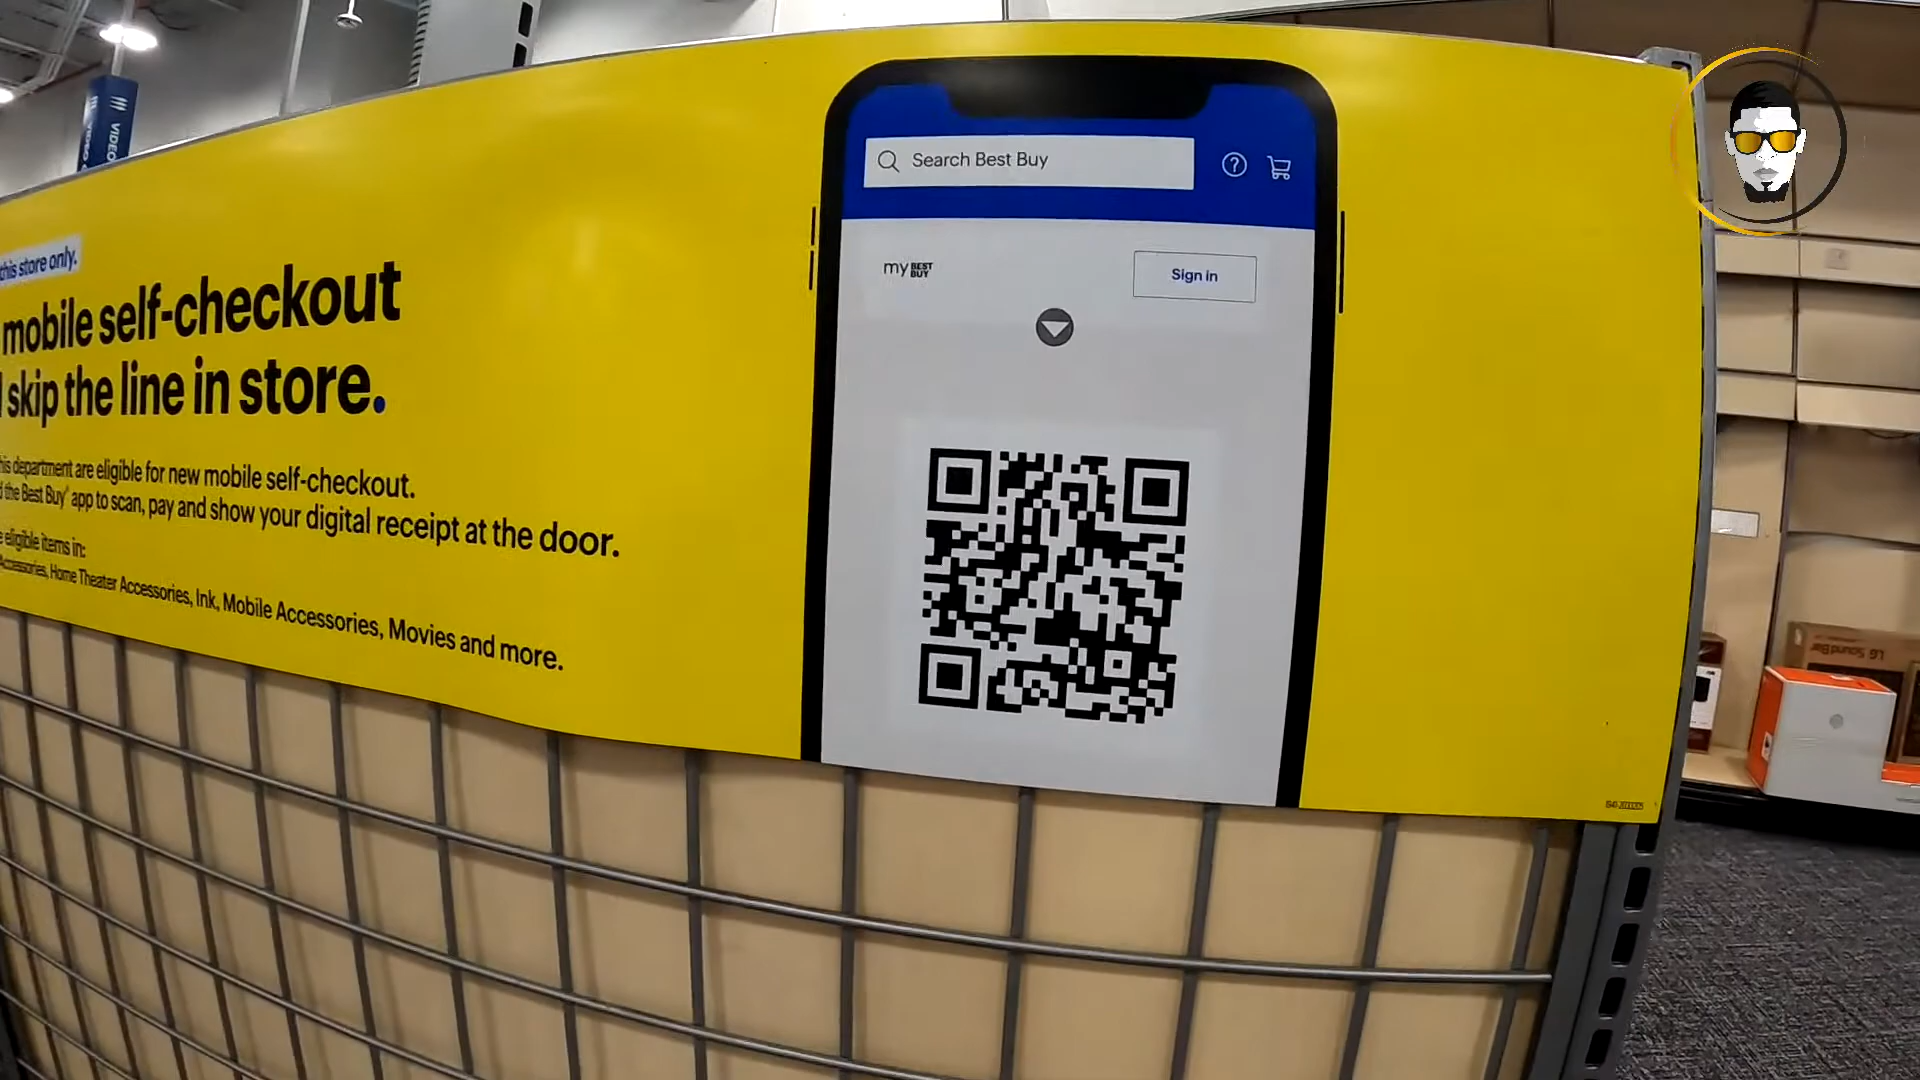 this store only.
mobile self-checkout
skip the line in store.
his department are eligible for new mobile self-checkout.
the Best Buy® app to scan, pay and show your digital receipt at the door.
eligible items in:
Accessories, Home Theater Accessories, Ink, Mobile Accessories, Movies and more.
Search Best Buy
?
my BEST BUY
Sign in
VIDEO
LG SoundBar